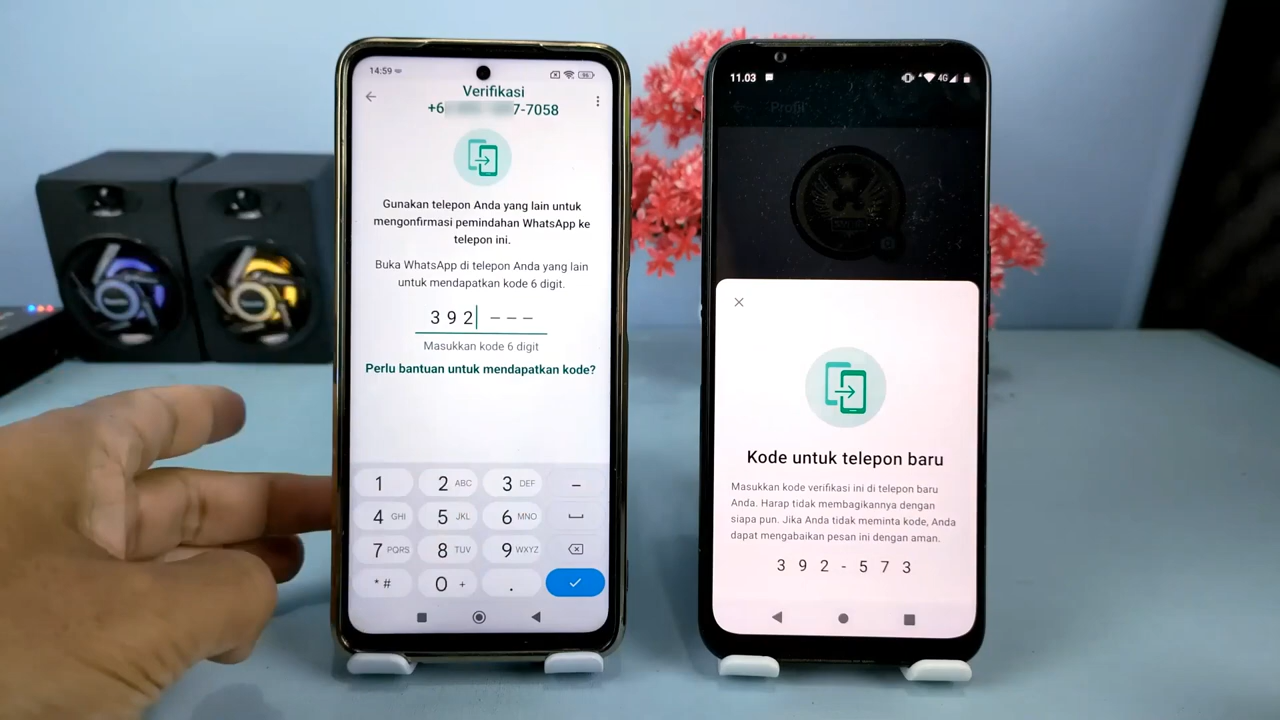 14:59
Verifikasi
+6 7-7058
Gunakan telepon Anda yang lain untuk
mengonfirmasi pemindahan WhatsApp ke
telepon ini.
Buka WhatsApp di telepon Anda yang lain
untuk mendapatkan kode 6 digit.
3 9 2 – – –
Masukkan kode 6 digit
Perlu bantuan untuk mendapatkan kode?
1 2 ABC 3 DEF –
4 GHI 5 JKL 6 MNO
7 PQRS 8 TUV 9 WXYZ
* # 0 + .
11.03 4G
Profil
Kode untuk telepon baru
Masukkan kode verifikasi ini di telepon baru
Anda. Harap tidak membagikannya dengan
siapa pun. Jika Anda tidak meminta kode, Anda
dapat mengabaikan pesan ini dengan aman.
3 9 2 - 5 7 3